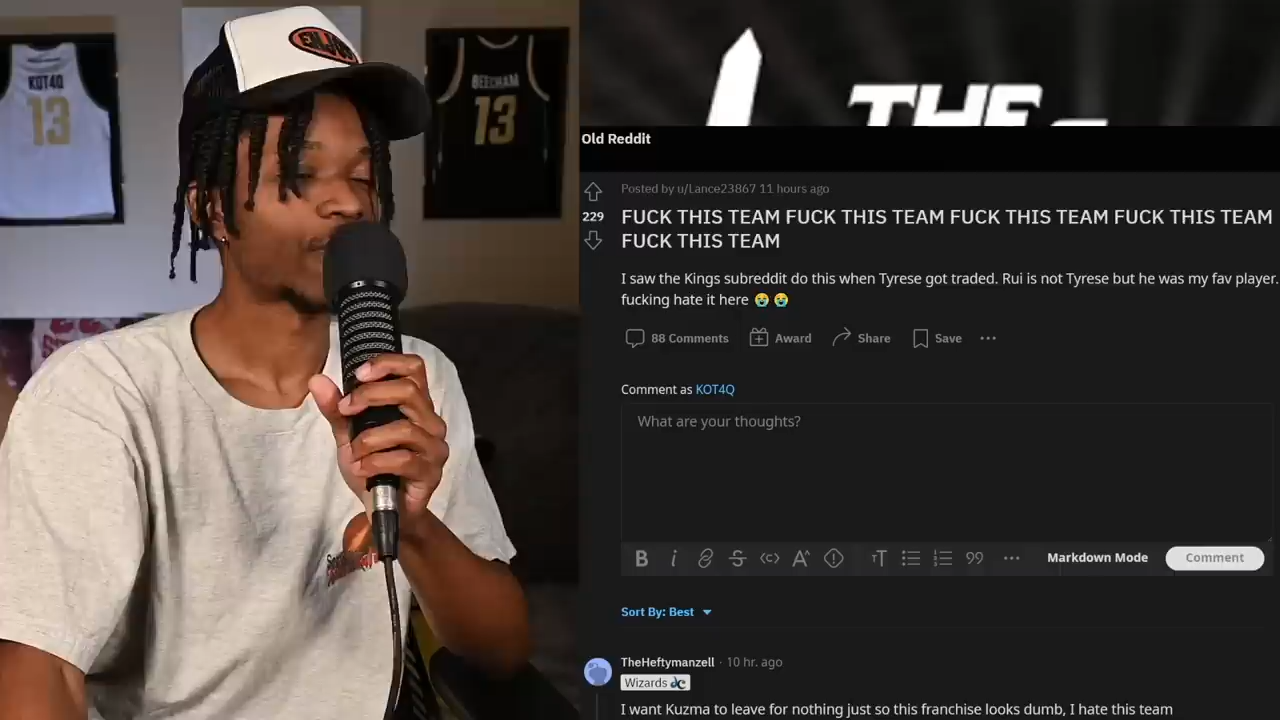 ENJOY
KOT4Q
13
BEECHAM
13
THE
Old Reddit
Posted by u/Lance23867 11 hours ago
229
FUCK THIS TEAM FUCK THIS TEAM FUCK THIS TEAM FUCK THIS TEAM
FUCK THIS TEAM
I saw the Kings subreddit do this when Tyrese got traded. Rui is not Tyrese but he was my fav player.
fucking hate it here 😭 😭
88 Comments
Award
Share
Save
Comment as KOT4Q
What are your thoughts?
B i
Markdown Mode
Comment
Sort By: Best
TheHeftymanzell · 10 hr. ago
Wizards
I want Kuzma to leave for nothing just so this franchise looks dumb, I hate this team